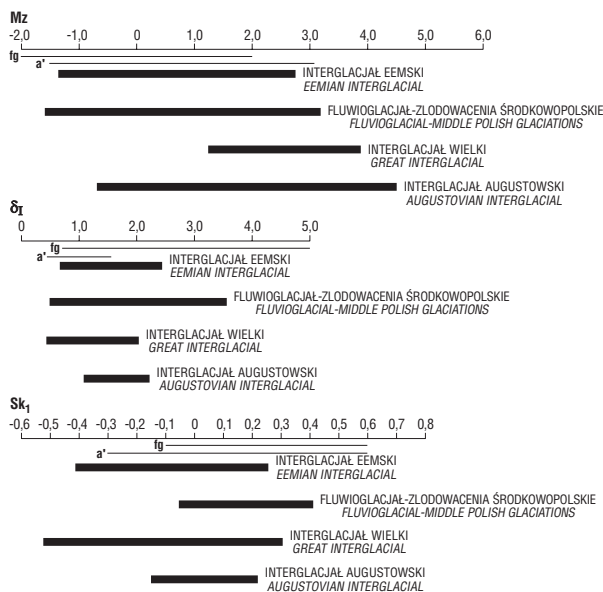 Mz
-2,0 -1,0 0 1,0 2,0 3,0 4,0 5,0 6,0
fg
a'
INTERGLACJAŁ EEMSKI
EEMIAN INTERGLACIAL
FLUWIOGLACJAŁ-ZLODOWACENIA ŚRODKOWOPOLSKIE
FLUVIOGLACIAL-MIDDLE POLISH GLACIATIONS
INTERGLACJAŁ WIELKI
GREAT INTERGLACIAL
INTERGLACJAŁ AUGUSTOWSKI
AUGUSTOVIAN INTERGLACIAL
δI
0 1,0 2,0 3,0 4,0 5,0
fg
a'
INTERGLACJAŁ EEMSKI
EEMIAN INTERGLACIAL
FLUWIOGLACJAŁ-ZLODOWACENIA ŚRODKOWOPOLSKIE
FLUVIOGLACIAL-MIDDLE POLISH GLACIATIONS
INTERGLACJAŁ WIELKI
GREAT INTERGLACIAL
INTERGLACJAŁ AUGUSTOWSKI
AUGUSTOVIAN INTERGLACIAL
Sk1
-0,6 -0,5 -0,4 -0,3 -0,2 -0,1 0 0,1 0,2 0,3 0,4 0,5 0,6 0,7 0,8
fg
a'
INTERGLACJAŁ EEMSKI
EEMIAN INTERGLACIAL
FLUWIOGLACJAŁ-ZLODOWACENIA ŚRODKOWOPOLSKIE
FLUVIOGLACIAL-MIDDLE POLISH GLACIATIONS
INTERGLACJAŁ WIELKI
GREAT INTERGLACIAL
INTERGLACJAŁ AUGUSTOWSKI
AUGUSTOVIAN INTERGLACIAL